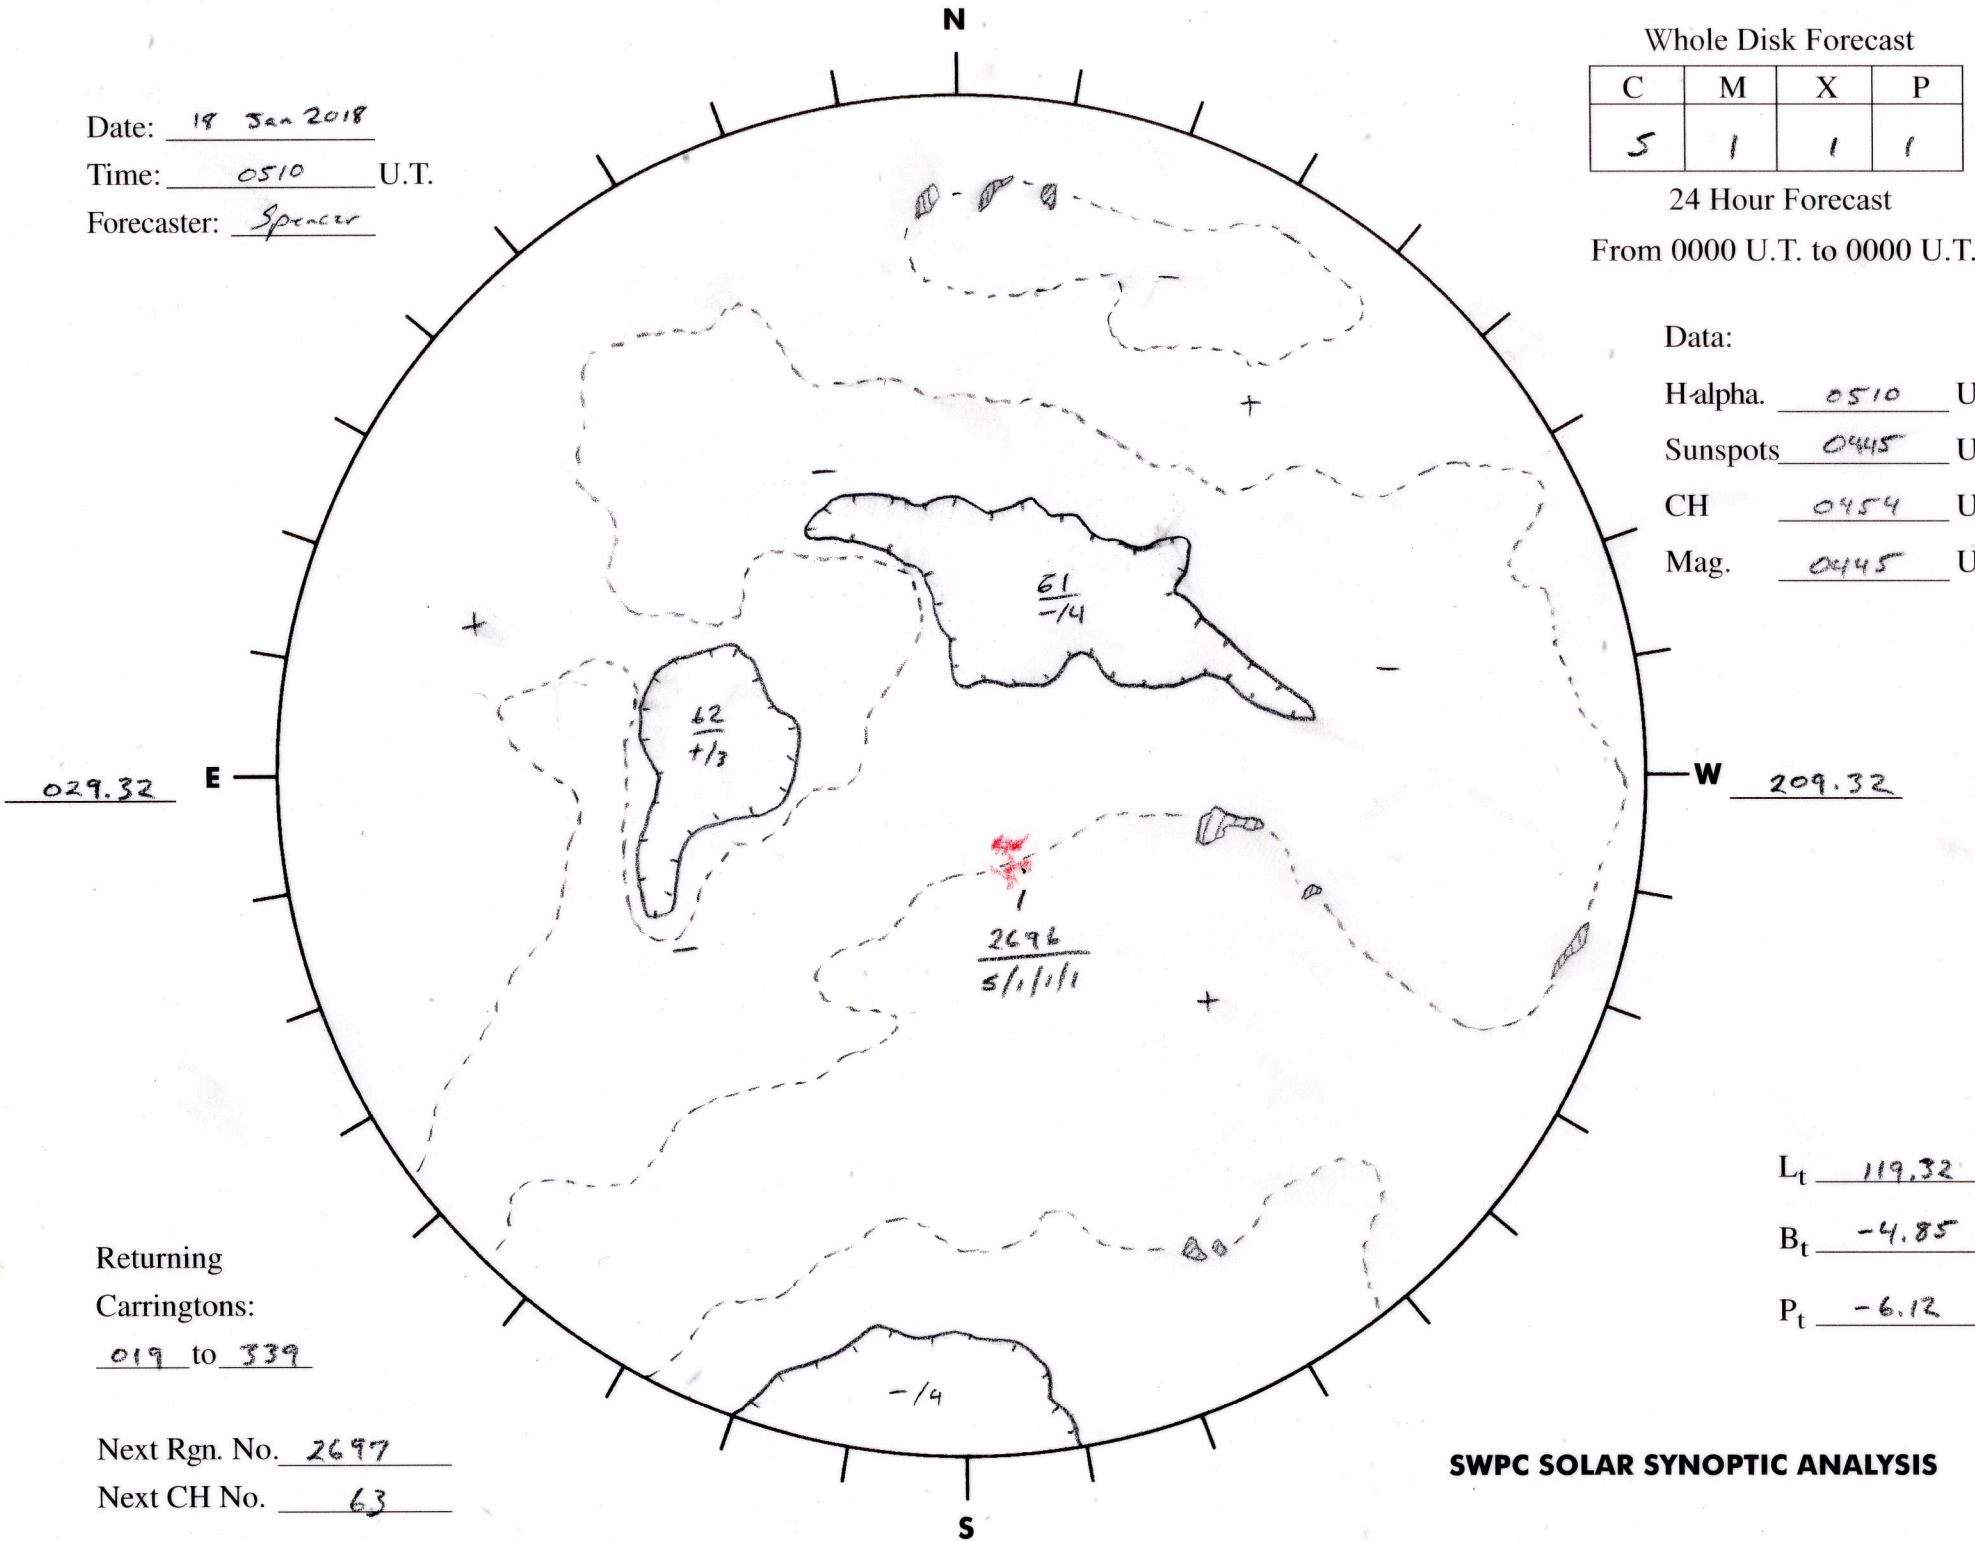 N
Whole Disk Forecast
C M X P
5 1 1 1
24 Hour Forecast
From 0000 U.T. to 0000 U.T.
Date: 18 Jan 2018
Time: 0510 U.T.
Forecaster: Spencer
Data:
H-alpha. 0510 U
Sunspots 0445 U
CH 0454 U
Mag. 0445 U
-
+
-
61
-/4
+
-
62
+/3
029.32 E
W 209.32
1
2696
5/1/1/1
-
+
Lt 119.32
Bt -4.85
Pt -6.12
Returning
Carringtons:
019 to 339
-/4
Next Rgn. No. 2697
Next CH No. 63
SWPC SOLAR SYNOPTIC ANALYSIS
S